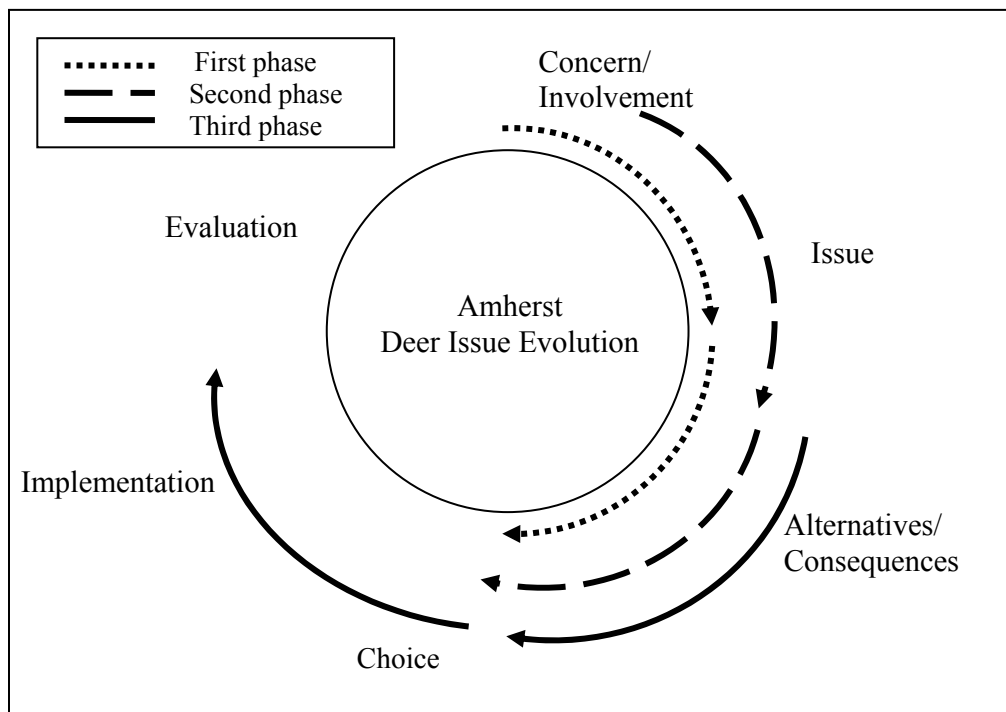 First phase
Second phase
Third phase
Concern/
Involvement
Evaluation
Issue
Amherst
Deer Issue Evolution
Implementation
Alternatives/
Consequences
Choice